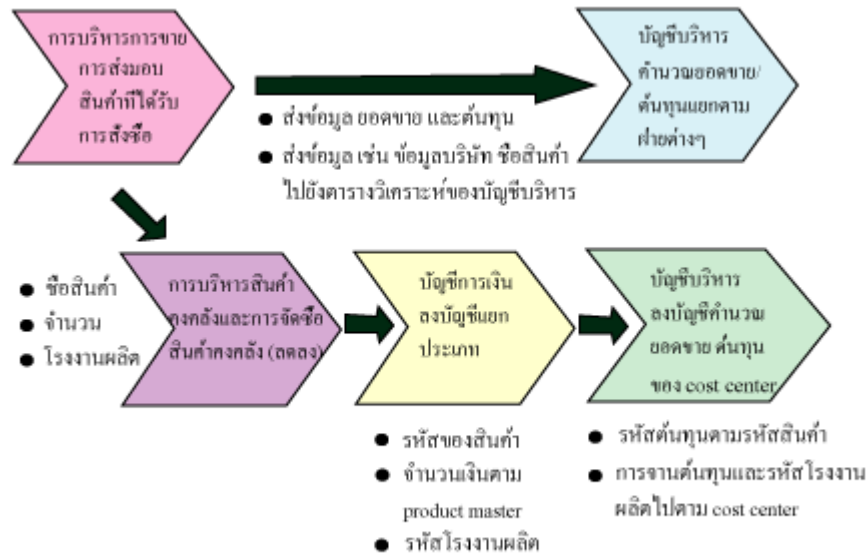 การบริหารการขาย
การส่งมอบ
สินค้าที่ได้รับ
การสั่งซื้อ
บัญชีบริหาร
คำนวณยอดขาย/
ต้นทุนแยกตาม
ฝ่ายต่างๆ
● ส่งข้อมูล ยอดขาย และต้นทุน
● ส่งข้อมูล เช่น ข้อมูลบริษัท ชื่อสินค้า
ไปยังตารางวิเคราะห์ของบัญชีบริหาร
● ชื่อสินค้า
● จำนวน
● โรงงานผลิต
การบริหารสินค้า
คงคลังและการจัดซื้อ
สินค้าคงคลัง (ลดลง)
บัญชีการเงิน
ลงบัญชีแยก
ประเภท
บัญชีบริหาร
ลงบัญชีคำนวณ
ยอดขาย ต้นทุน
ของ cost center
● รหัสของสินค้า
● จำนวนเงินตาม
product master
● รหัสโรงงานผลิต
● รหัสต้นทุนตามรหัสสินค้า
● การจานต้นทุนและรหัสโรงงาน
ผลิตไปตาม cost center